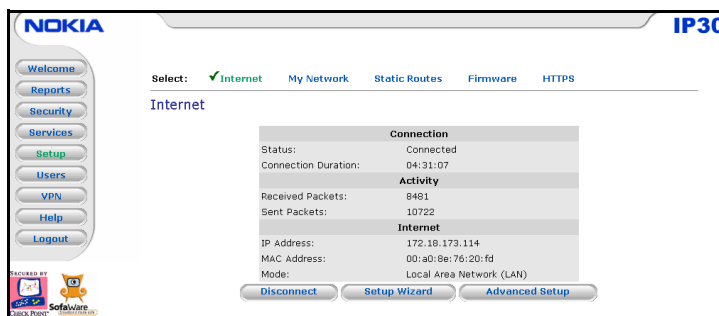 NOKIA
IP30
Welcome
Reports
Security
Services
Setup
Users
VPN
Help
Logout
Select: Internet My Network Static Routes Firmware HTTPS
Internet
Connection
Status: Connected
Connection Duration: 04:31:07
Activity
Received Packets: 8481
Sent Packets: 10722
Internet
IP Address: 172.18.173.114
MAC Address: 00:a0:8e:76:20:fd
Mode: Local Area Network (LAN)
Disconnect Setup Wizard Advanced Setup
SECURED BY
CHECK POINT
SofaWare